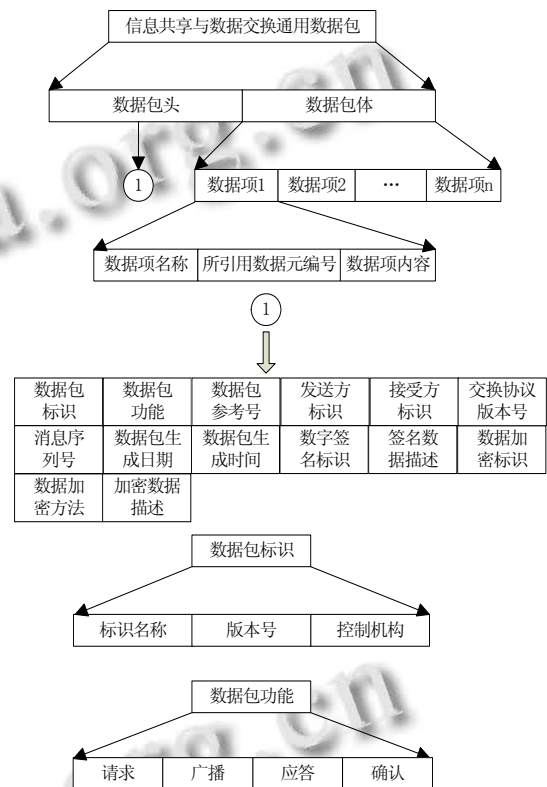 信息共享与数据交换通用数据包
数据包头 数据包体
1 数据项1 数据项2 … 数据项n
数据项名称 所引用数据元编号 数据项内容
1
数据包 数据包 数据包 发送方 接受方 交换协议
标识 功能 参考号 标识 标识 版本号
消息序 数据包生 数据包生 数字签 签名数 数据加
列号 成日期 成时间 名标识 据描述 密标识
数据加 加密数据
密方法 描述
数据包标识
标识名称 版本号 控制机构
数据包功能
请求 广播 应答 确认